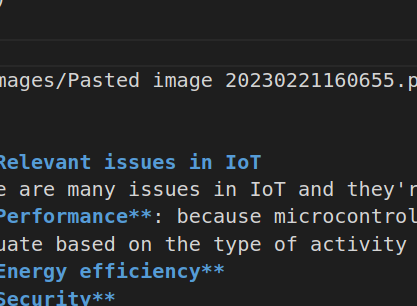 )
mages/Pasted image 20230221160655.p
Relevant issues in IoT
e are many issues in IoT and they'r
Performance**: because microcontrol
uate based on the type of activity
Energy efficiency**
Security**